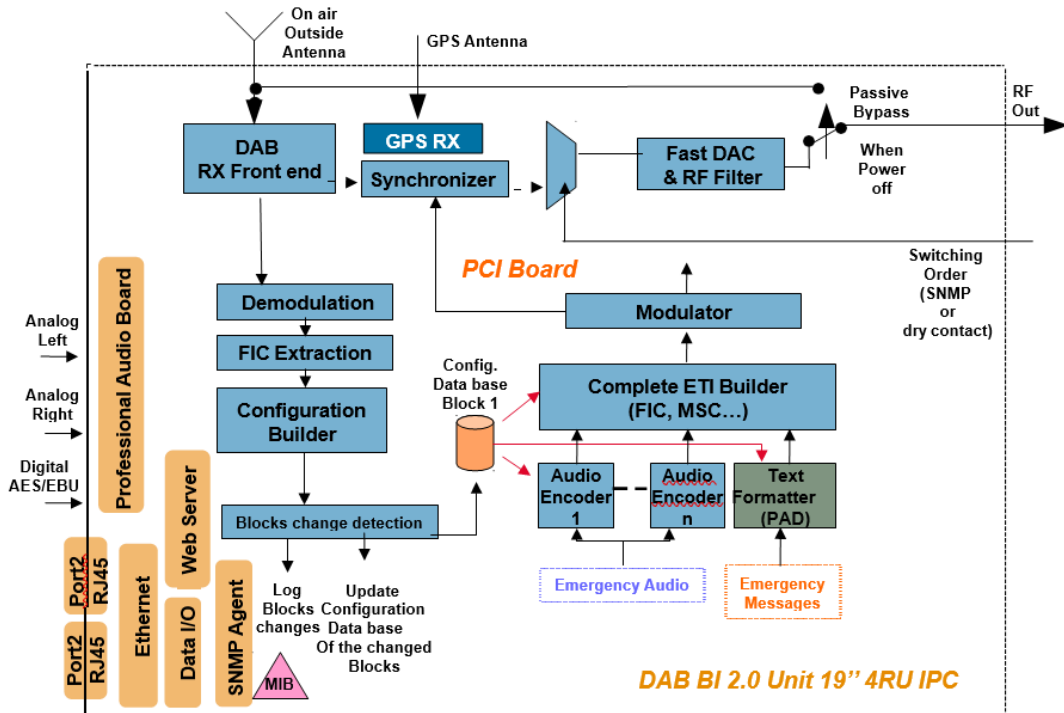 On air
Outside
Antenna
GPS Antenna
RF
Out
Passive
Bypass
When
Power
off
DAB
RX Front end
GPS RX
Synchronizer
Fast DAC
& RF Filter
PCI Board
Switching
Order
(SNMP
or
dry contact)
Professional Audio Board
Analog
Left
Analog
Right
Digital
AES/EBU
Demodulation
FIC Extraction
Configuration
Builder
Blocks change detection
Modulator
Config.
Data base
Block 1
Complete ETI Builder
(FIC, MSC…)
Audio
Encoder
1
Audio
Encoder
n
Text
Formatter
(PAD)
Emergency Audio
Emergency
Messages
Web Server
Port2
RJ45
Port2
RJ45
Ethernet
Data I/O
SNMP Agent
Log
Blocks
changes
Update
Configuration
Data base
Of the changed
Blocks
MIB
DAB BI 2.0 Unit 19’’ 4RU IPC